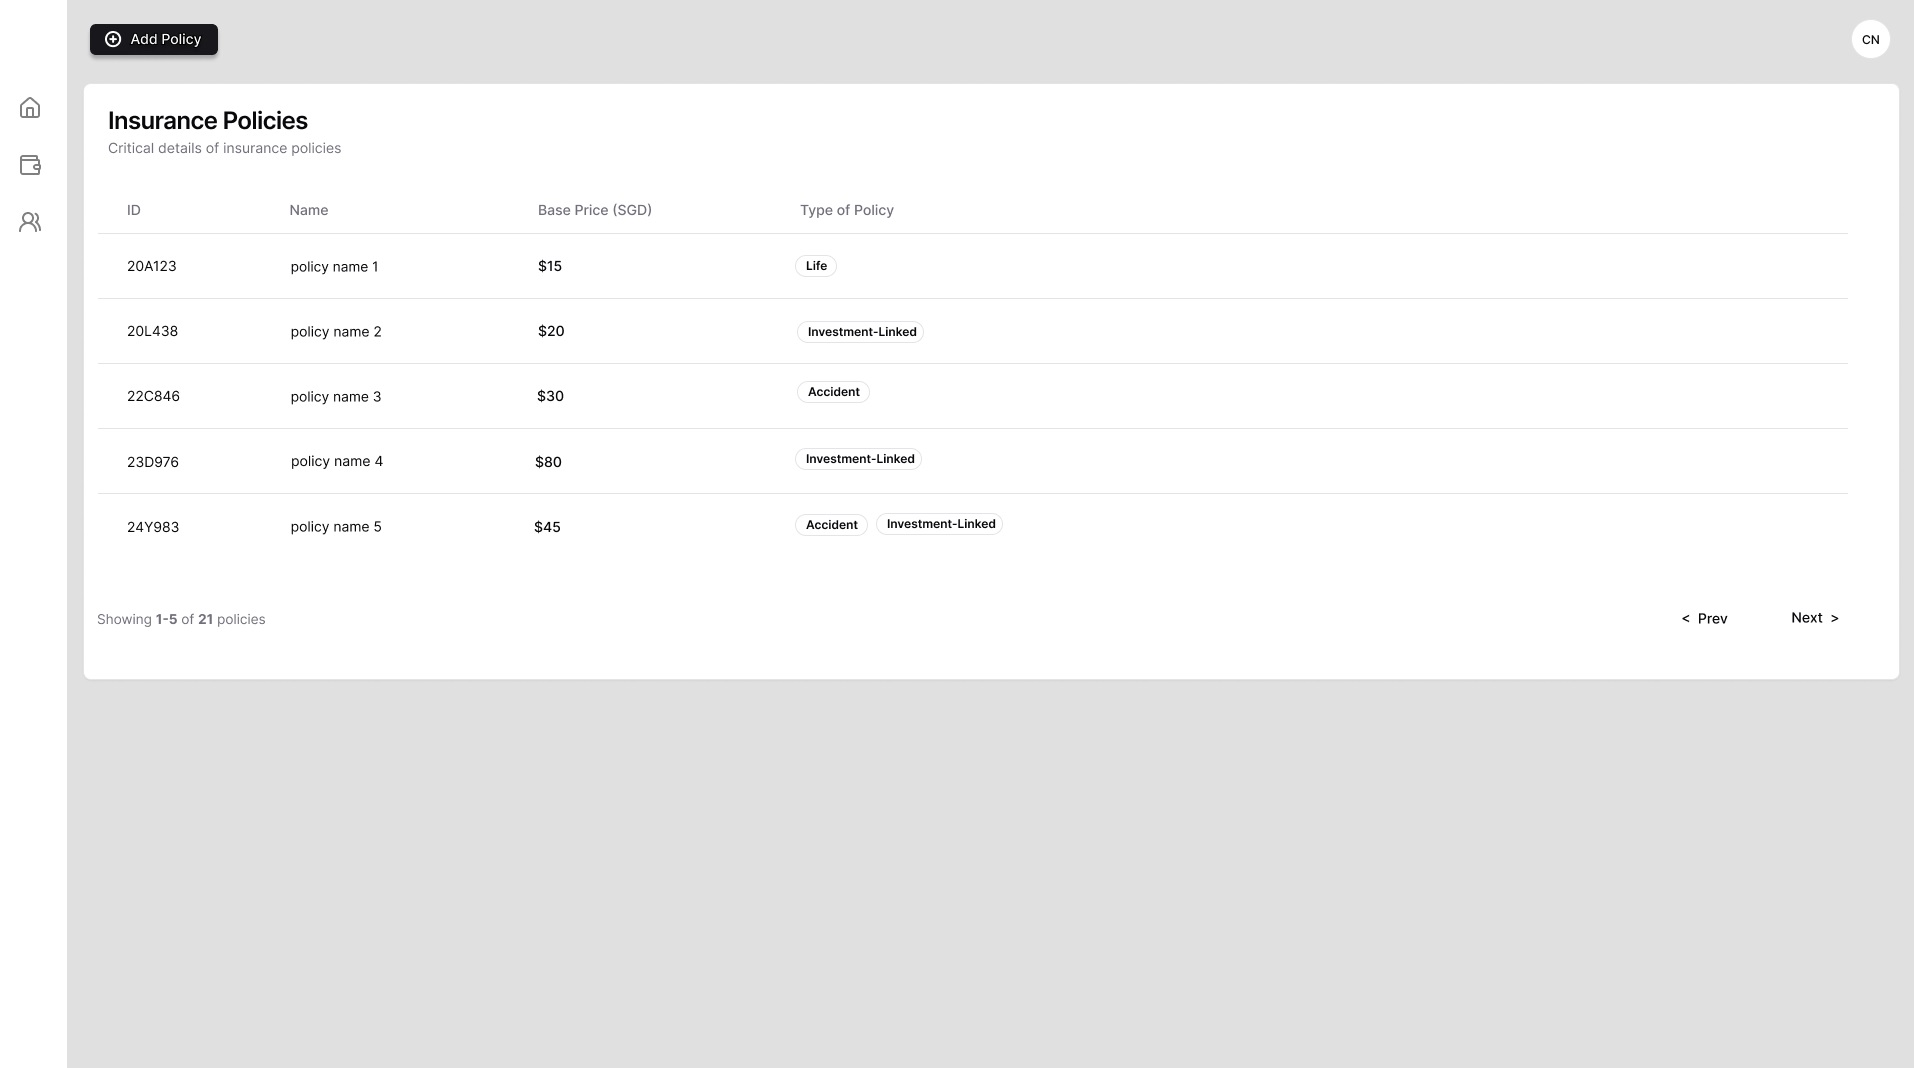 Add Policy
CN
Insurance Policies
Critical details of insurance policies
ID Name Base Price (SGD) Type of Policy
20A123 policy name 1 $15 Life
20L438 policy name 2 $20 Investment-Linked
22C846 policy name 3 $30 Accident
23D976 policy name 4 $80 Investment-Linked
24Y983 policy name 5 $45 Accident Investment-Linked
Showing 1-5 of 21 policies < Prev Next >